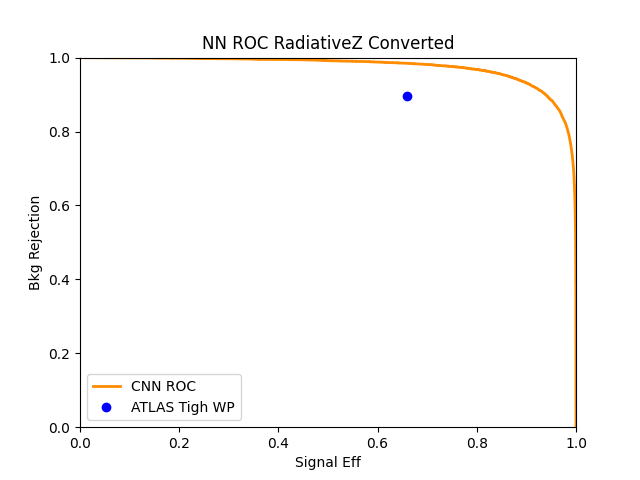 NN ROC RadiativeZ Converted
1.0
0.8
0.6
0.4
0.2
0.0
Bkg Rejection
CNN ROC
ATLAS Tigh WP
0.0 0.2 0.4 0.6 0.8 1.0
Signal Eff